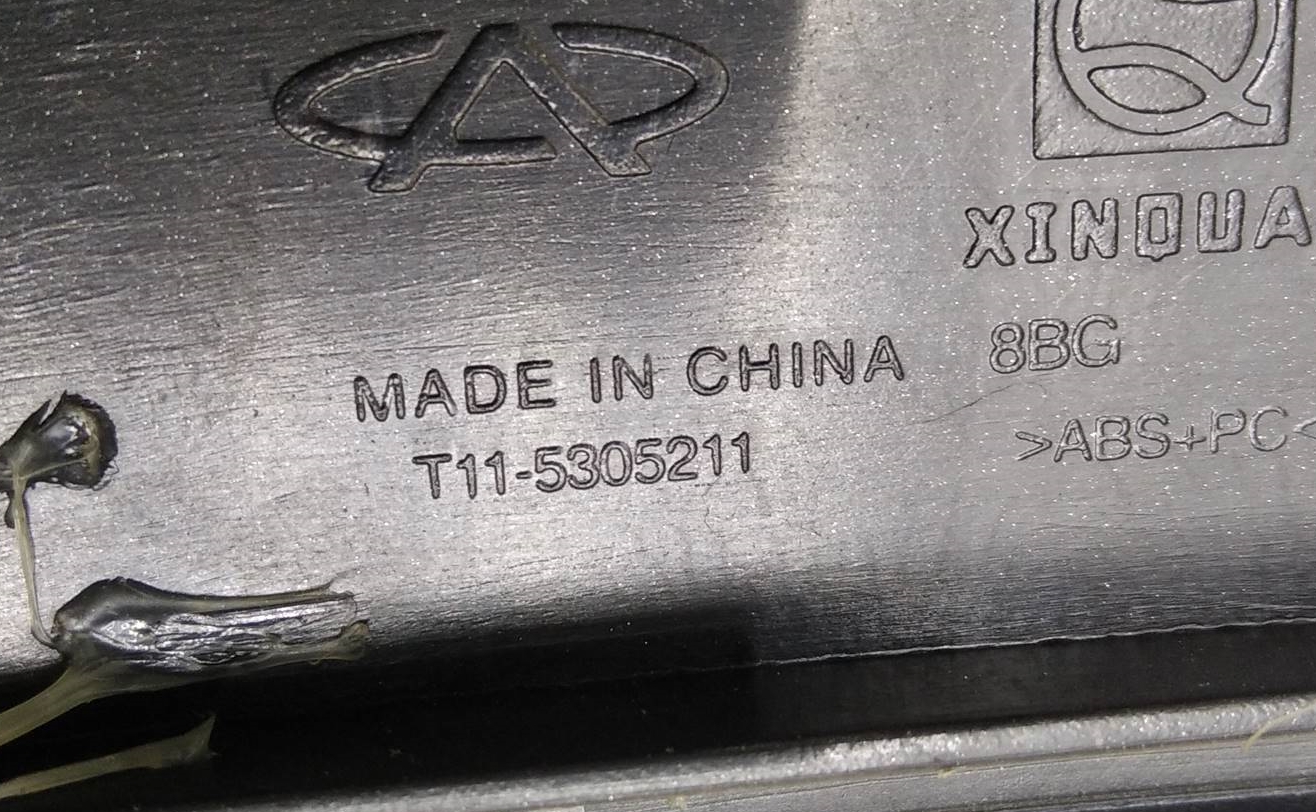 XINQUA
MADE IN CHINA
8BG
T11-5305211
>ABS+PC<